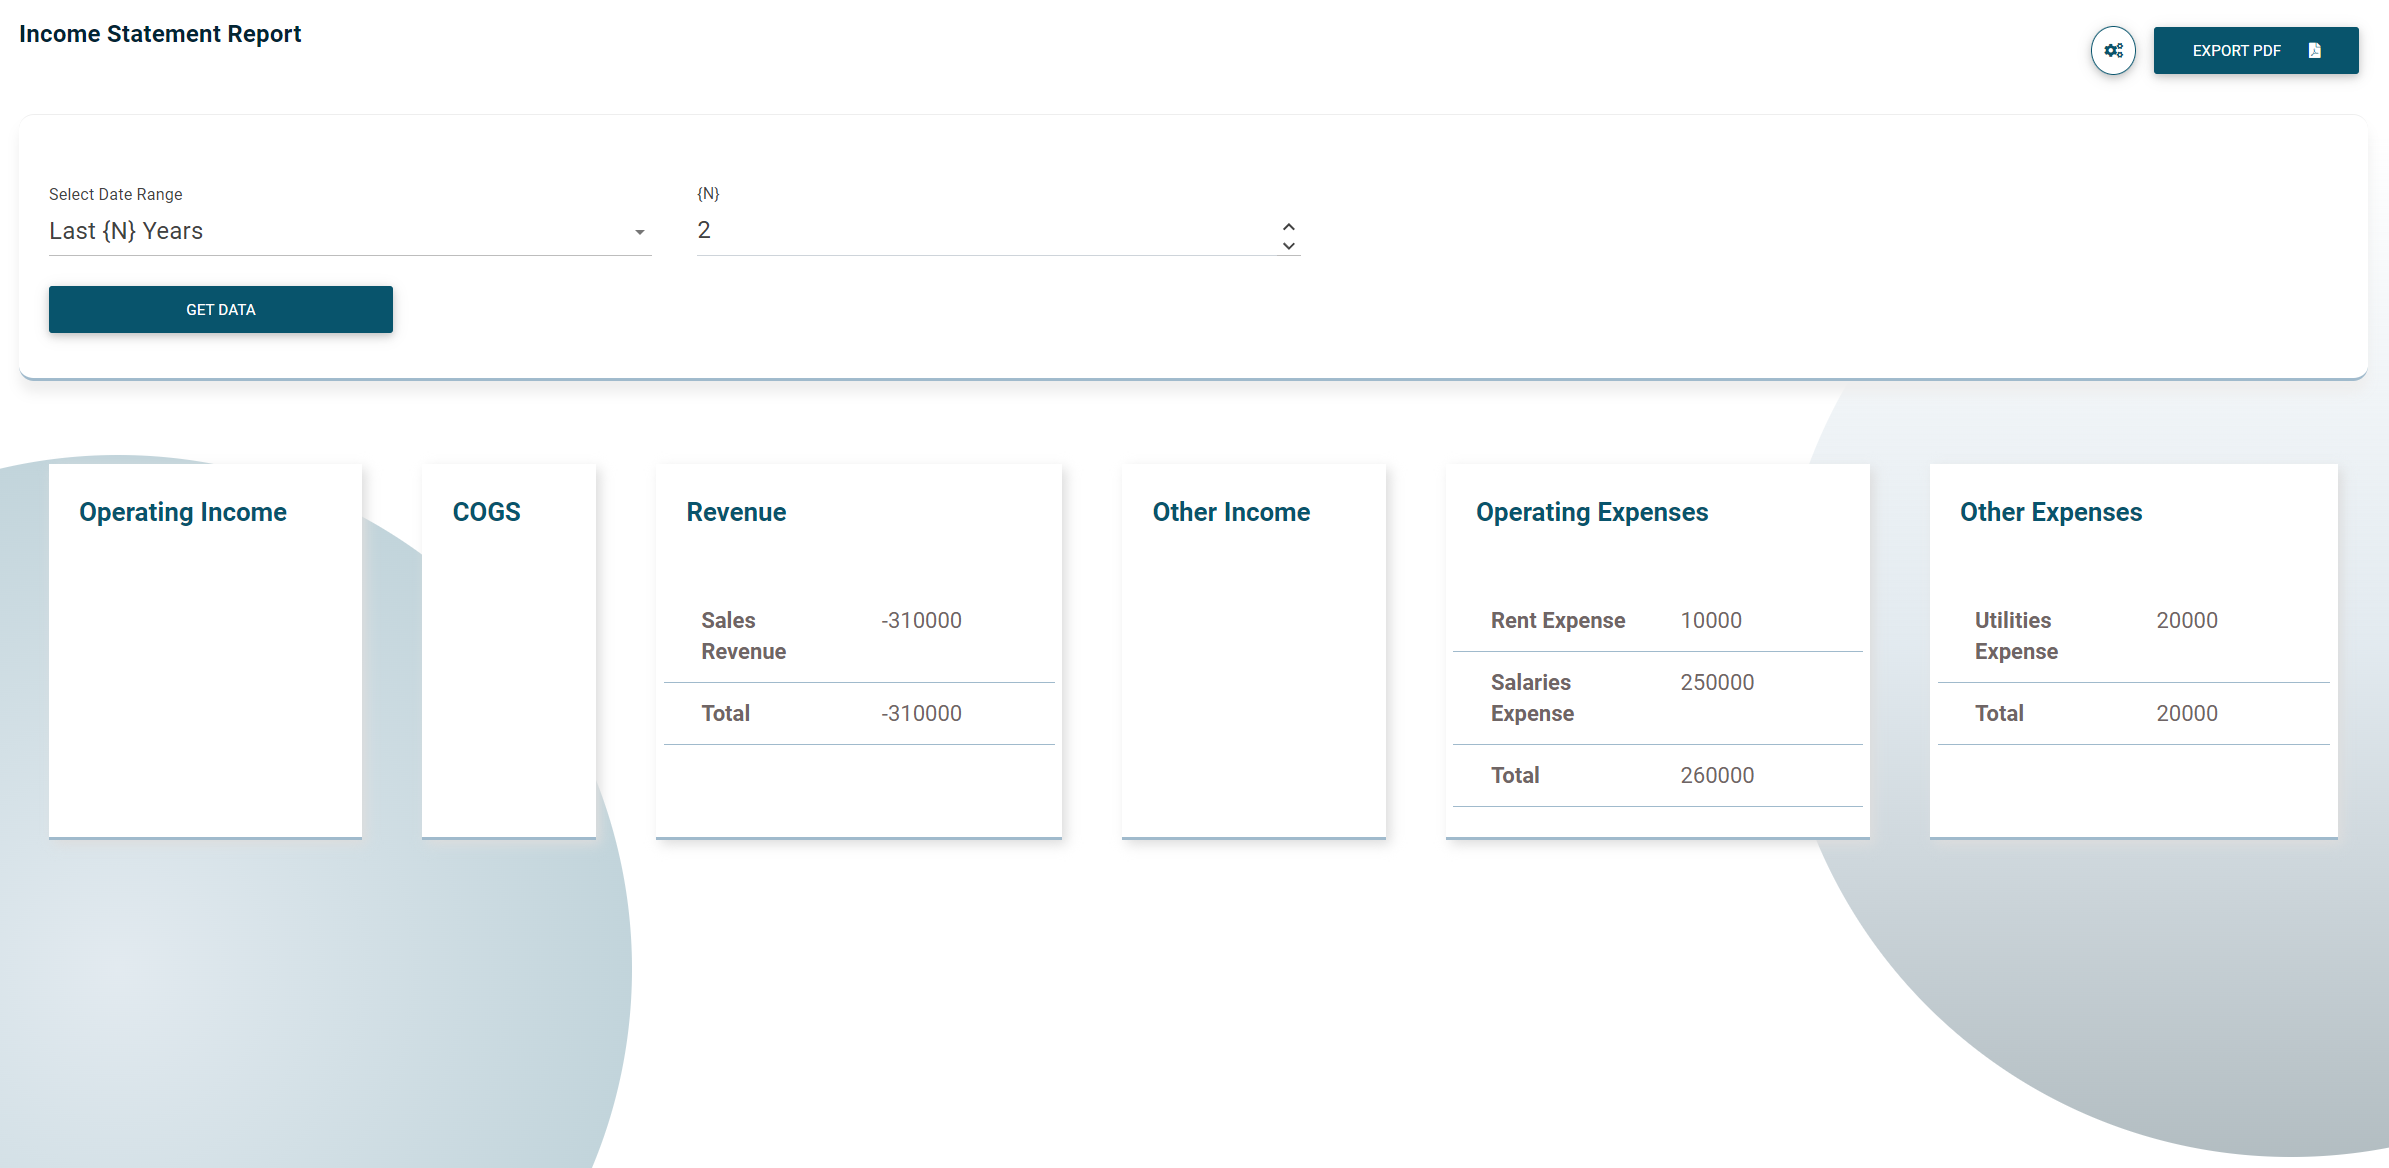 Income Statement Report
EXPORT PDF
Select Date Range
Last {N} Years
{N}
2
GET DATA
Operating Income
COGS
Revenue
Sales Revenue -310000
Total -310000
Other Income
Operating Expenses
Rent Expense 10000
Salaries Expense 250000
Total 260000
Other Expenses
Utilities Expense 20000
Total 20000